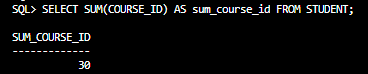 SQL> SELECT SUM(COURSE_ID) AS sum_course_id FROM STUDENT;
SUM_COURSE_ID
-------------
30